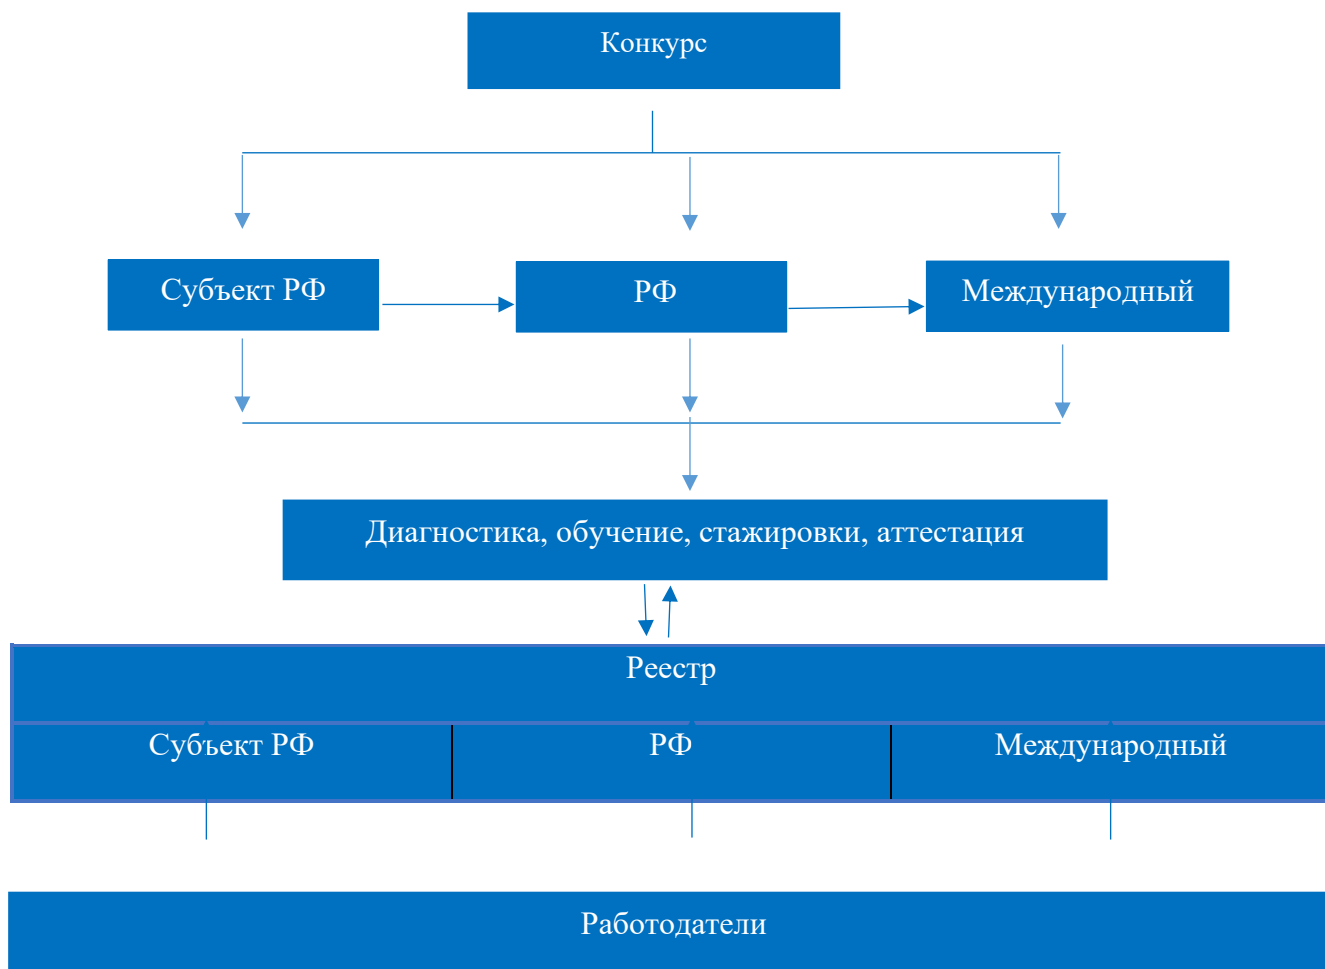 Конкурс
Субъект РФ
РФ
Международный
Диагностика, обучение, стажировки, аттестация
Реестр
Субъект РФ
РФ
Международный
Работодатели